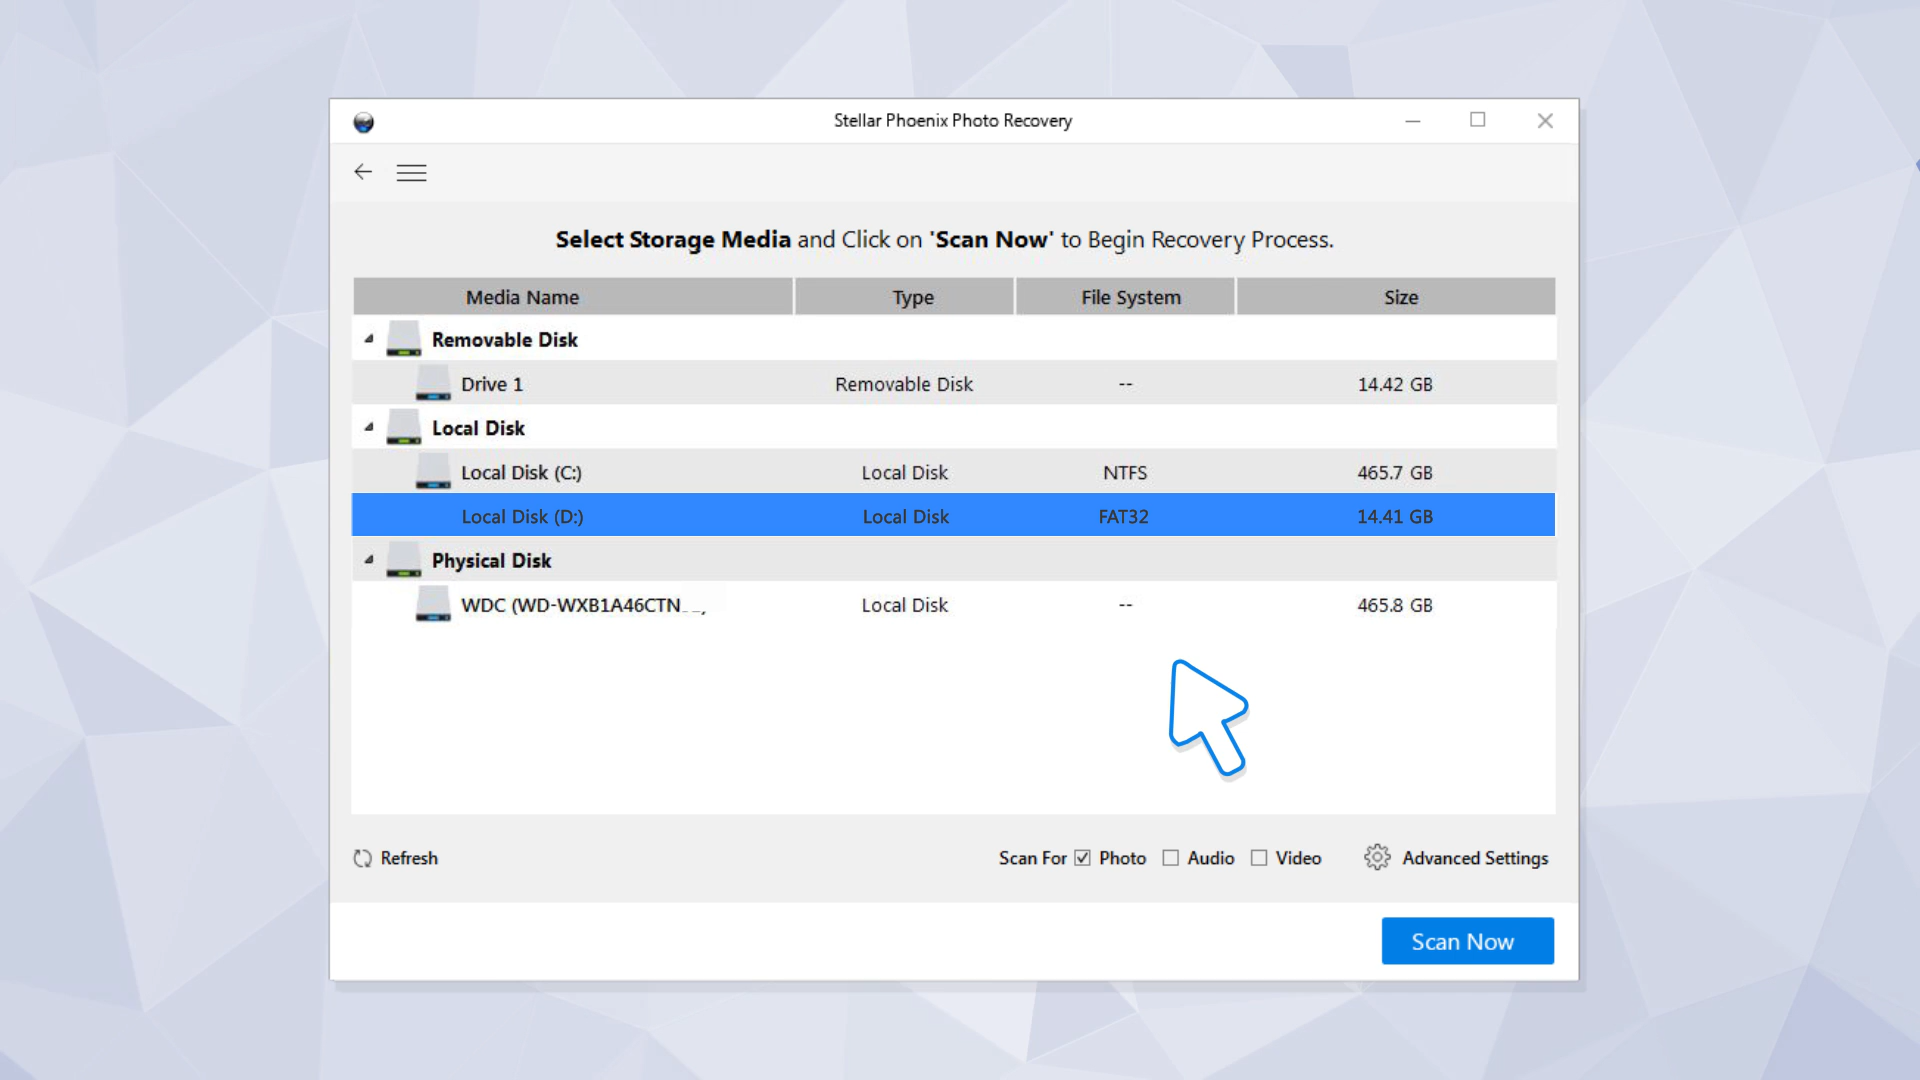 Stellar Phoenix Photo Recovery
Select Storage Media and Click on 'Scan Now' to Begin Recovery Process.
Media Name Type File System Size
Removable Disk
Drive 1 Removable Disk -- 14.42 GB
Local Disk
Local Disk (C:) Local Disk NTFS 465.7 GB
Local Disk (D:) Local Disk FAT32 14.41 GB
Physical Disk
WDC Local Disk -- 465.8 GB
Refresh Scan For Photo Audio Video Advanced Settings
Scan Now